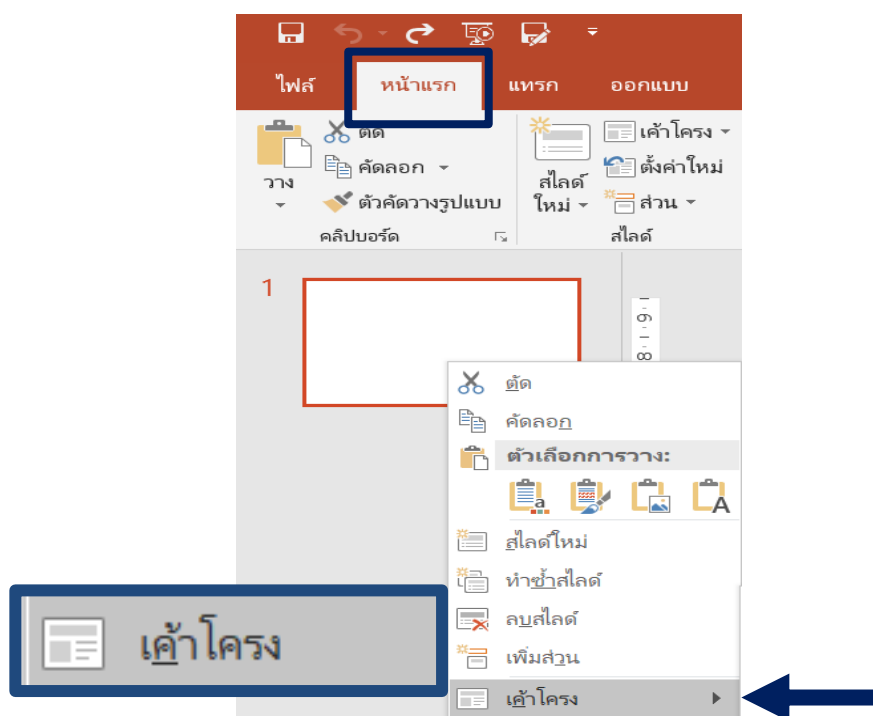 ไฟล์ หน้าแรก แทรก ออกแบบ
วาง
ตัด
คัดลอก
ตัวคัดวางรูปแบบ
คลิปบอร์ด
สไลด์
ใหม่
เค้าโครง
ตั้งค่าใหม่
ส่วน
สไลด์
1
9
8
ตัด
คัดลอก
ตัวเลือกการวาง:
สไลด์ใหม่
ทำซ้ำสไลด์
ลบสไลด์
เพิ่มส่วน
เค้าโครง
เค้าโครง